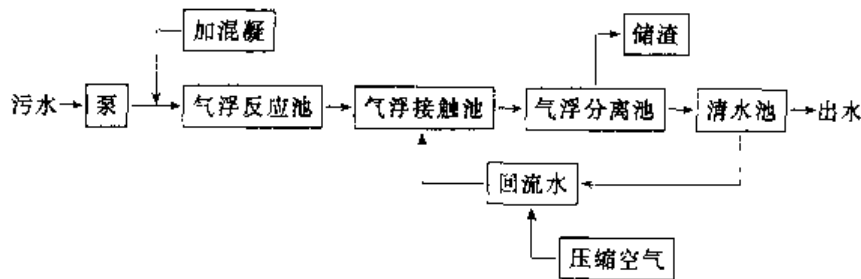 加混凝
储渣
污水
泵
气浮反应池
气浮接触池
气浮分离池
清水池
出水
回流水
压缩空气